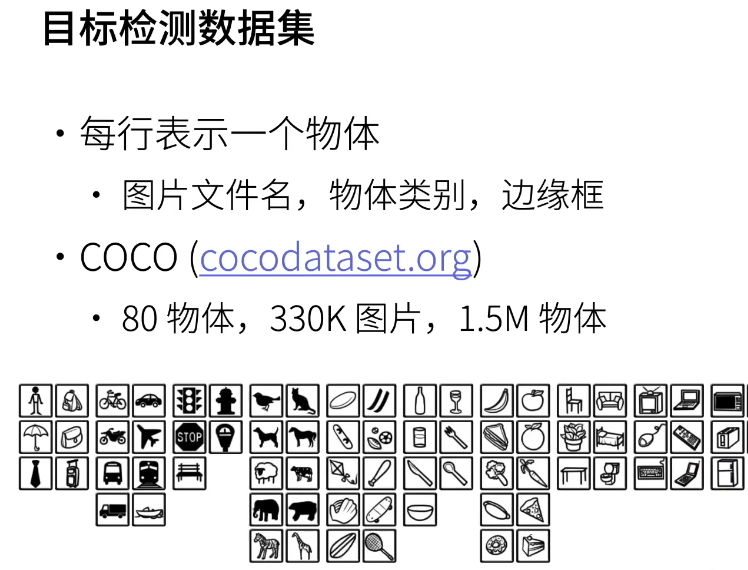 目标检测数据集
• 每行表示一个物体
• 图片文件名，物体类别，边缘框
• COCO (cocodataset.org)
• 80 物体，330K 图片，1.5M 物体
STOP